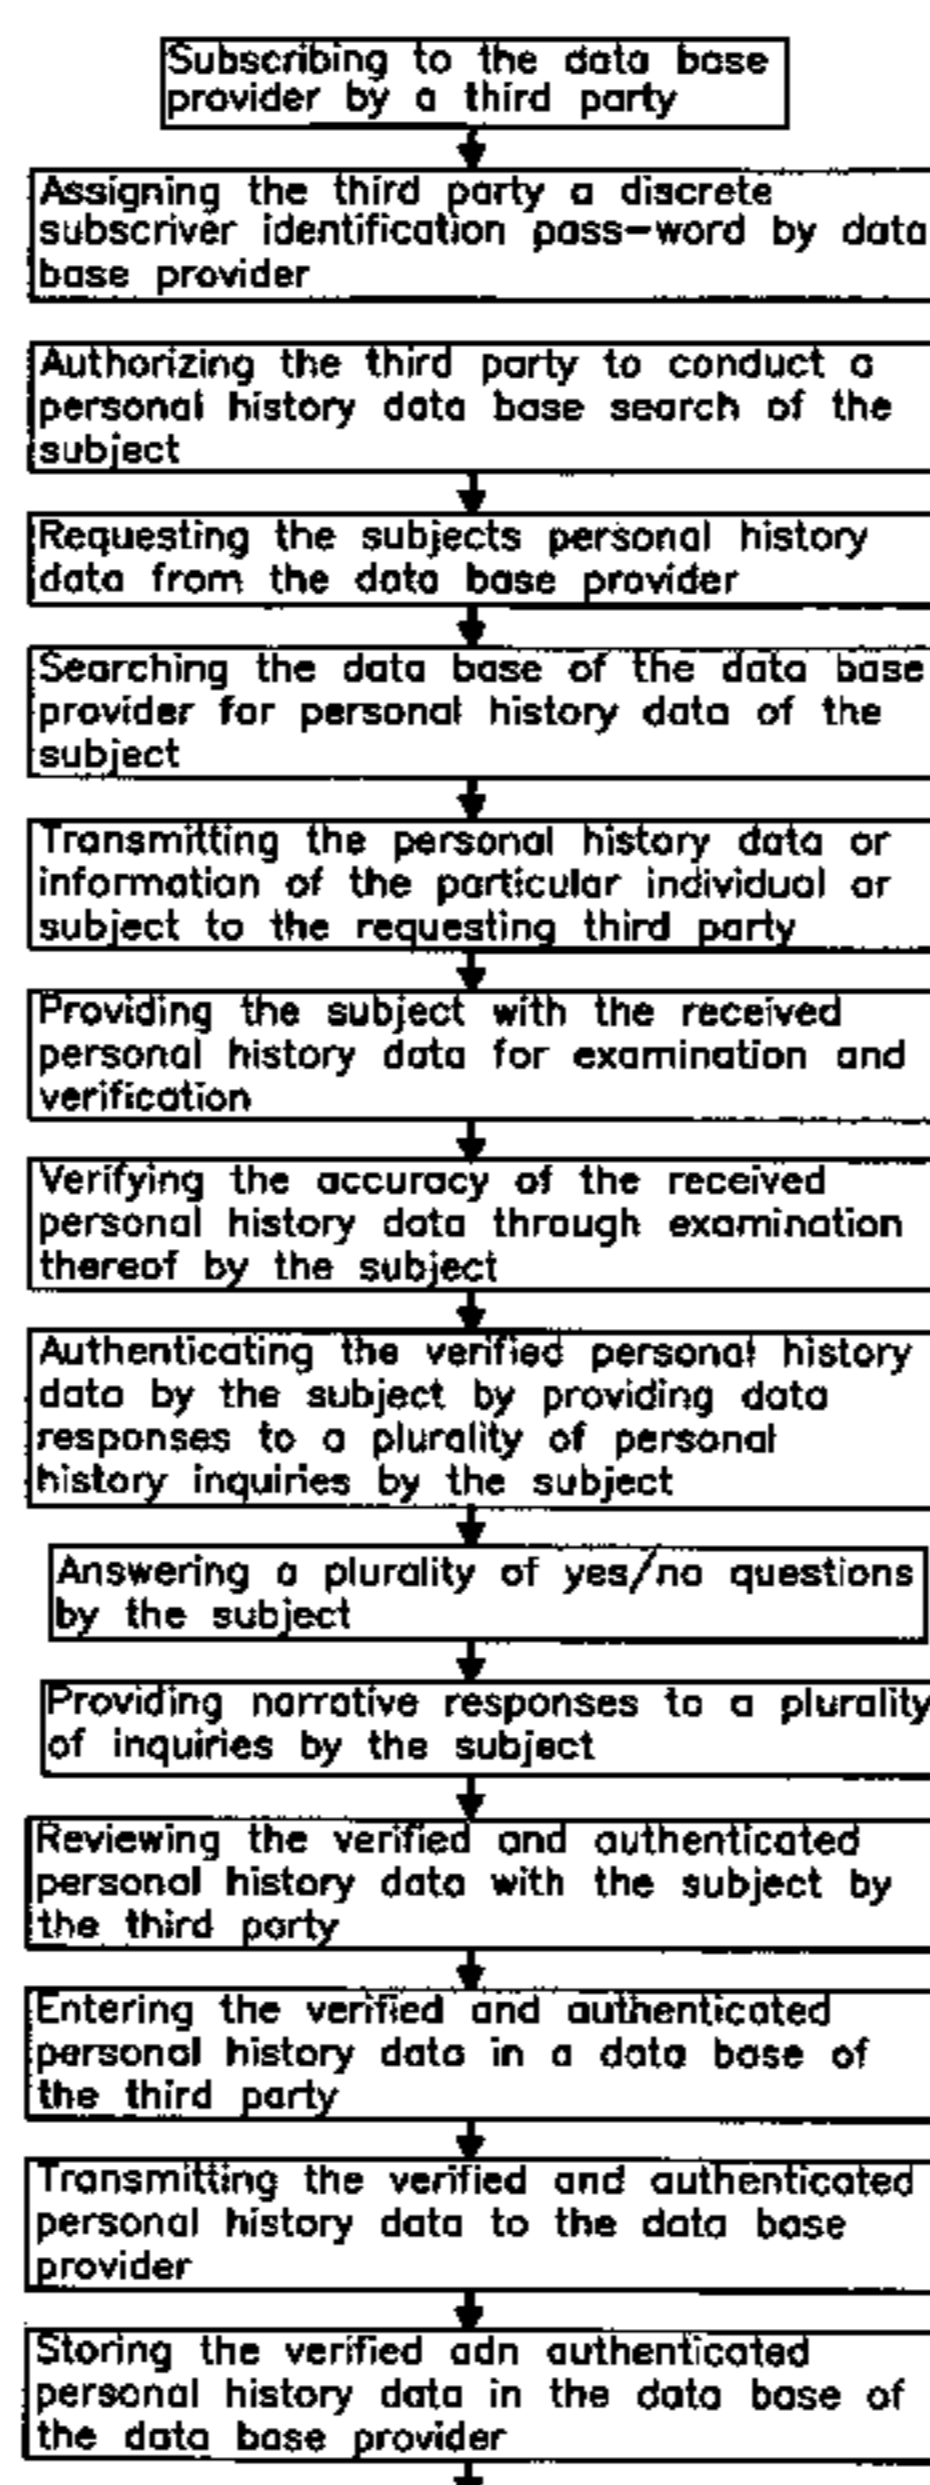 Subscribing to the data base
provider by a third party
Assigning the third party a discrete
subscriver identification pass-word by data
base provider
Authorizing the third party to conduct a
personal history data base search of the
subject
Requesting the subjects personal history
data from the data base provider
Searching the data base of the data base
provider for personal history data of the
subject
Transmitting the personal history data or
information of the particular individual or
subject to the requesting third party
Providing the subject with the received
personal history data for examination and
verification
Verifying the accuracy of the received
personal history data through examination
thereof by the subject
Authenticating the verified personal history
data by the subject by providing data
responses to a plurality of personal
history inquiries by the subject
Answering a plurality of yes/no questions
by the subject
Providing narrative responses to a plurality
of inquiries by the subject
Reviewing the verified and authenticated
personal history data with the subject by
the third party
Entering the verified and authenticated
personal history data in a data base of
the third party
Transmitting the verified and authenticated
personal history data to the data base
provider
Storing the verified adn authenticated
personal history data in the data base of
the data base provider